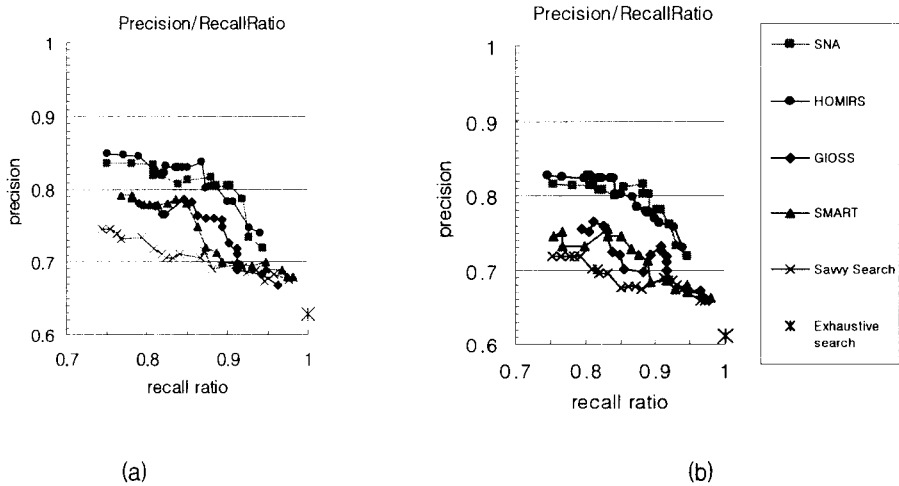 (a)
Precision/RecallRatio
1
0.9
0.8
0.7
0.6
precision
0.7 0.8 0.9 1
recall ratio
(a)
Precision/RecallRatio
1
0.9
0.8
0.7
0.6
precision
0.7 0.8 0.9 1
recall ratio
(b)
SNA
HOMIRS
GIOSS
SMART
Savvy Search
Exhaustive
search